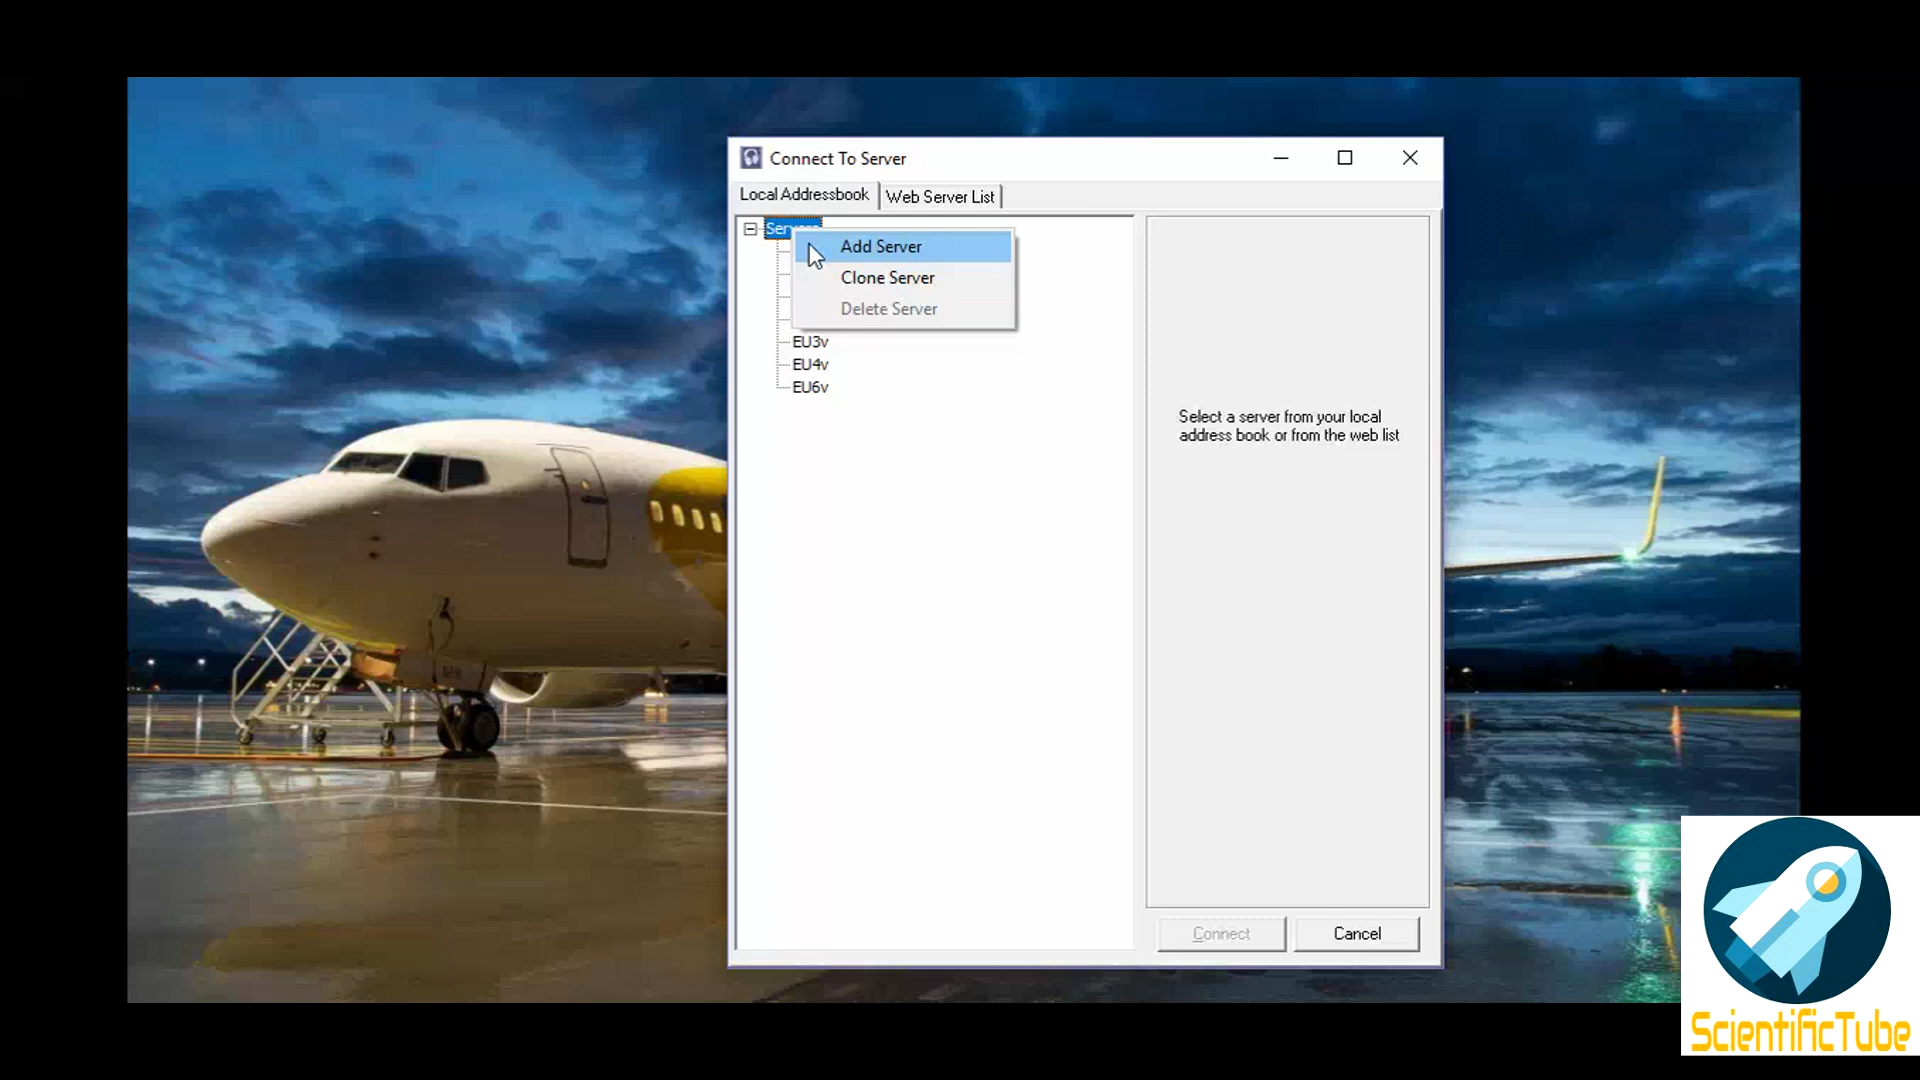 Connect To Server
Local Addressbook
Web Server List
Servers
Add Server
Clone Server
Delete Server
EU3v
EU4v
EU6v
Select a server from your local
address book or from the web list
Connect
Cancel
ScientificTube